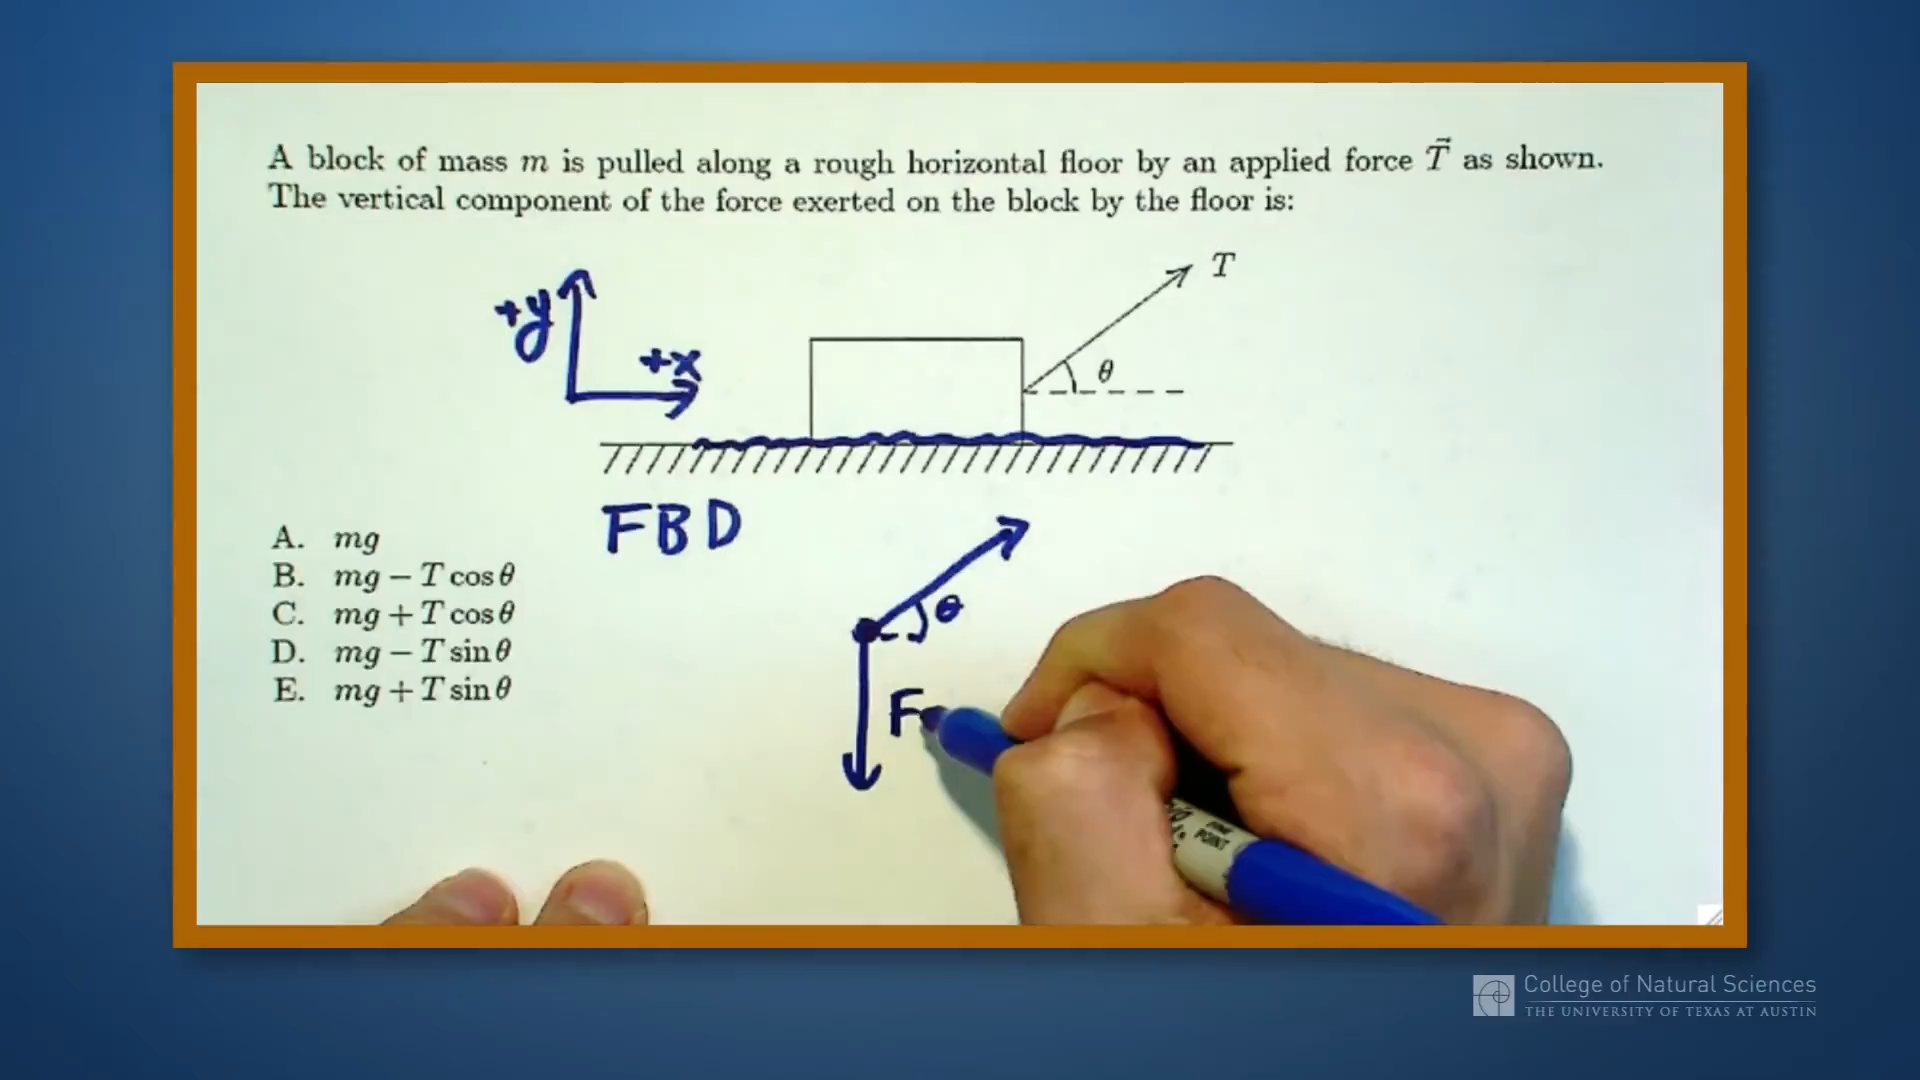 A block of mass m is pulled along a rough horizontal floor by an applied force T⃗ as shown.
The vertical component of the force exerted on the block by the floor is:
T
+y
+x
θ
FBD
A. mg
B. mg − T cos θ
C. mg + T cos θ
D. mg − T sin θ
E. mg + T sin θ
θ
F
FINE
POINT
College of Natural Sciences
THE UNIVERSITY OF TEXAS AT AUSTIN